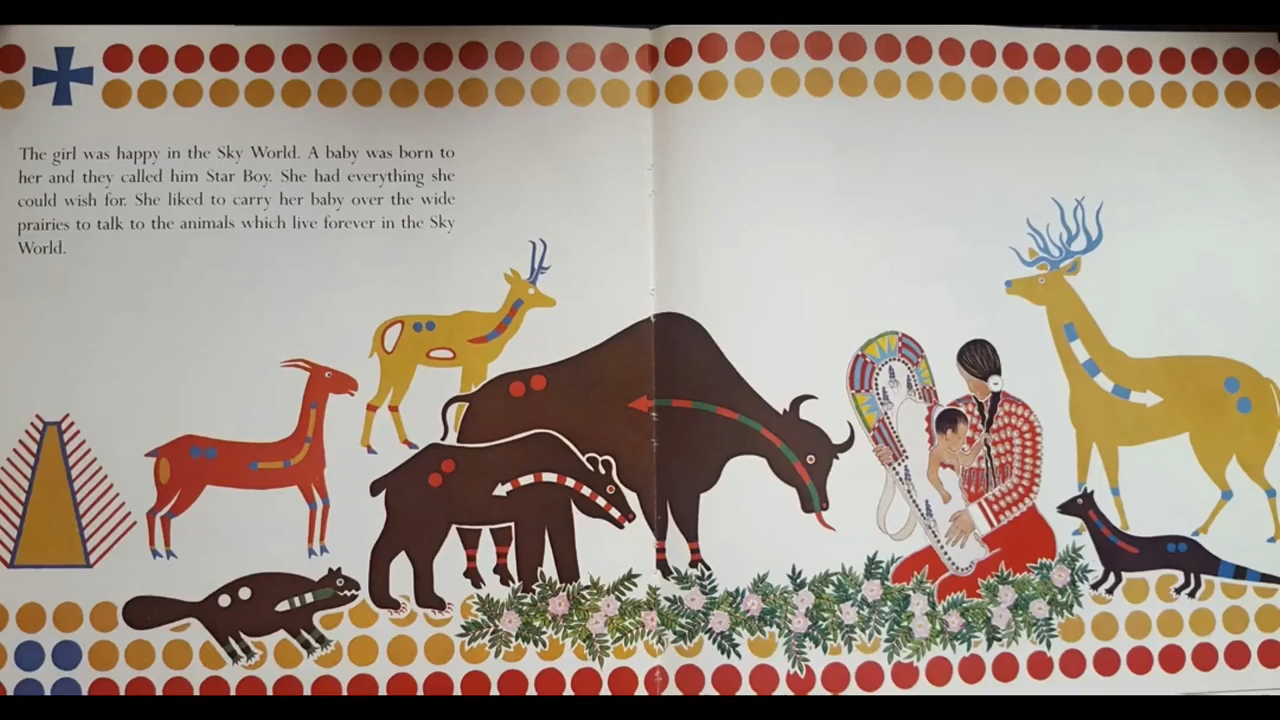 The girl was happy in the Sky World. A baby was born to
her and they called him Star Boy. She had everything she
could wish for. She liked to carry her baby over the wide
prairies to talk to the animals which live forever in the Sky
World.